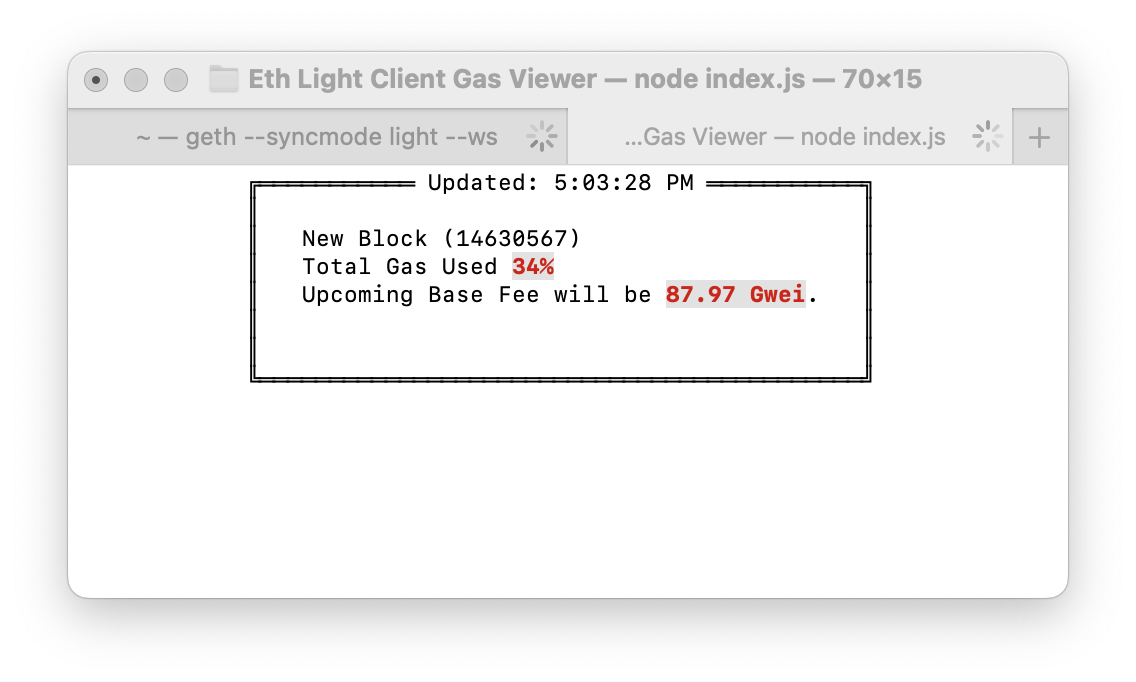 Eth Light Client Gas Viewer — node index.js — 70×15
~ — geth --syncmode light --ws
...Gas Viewer — node index.js
+
Updated: 5:03:28 PM
New Block (14630567)
Total Gas Used 34%
Upcoming Base Fee will be 87.97 Gwei.